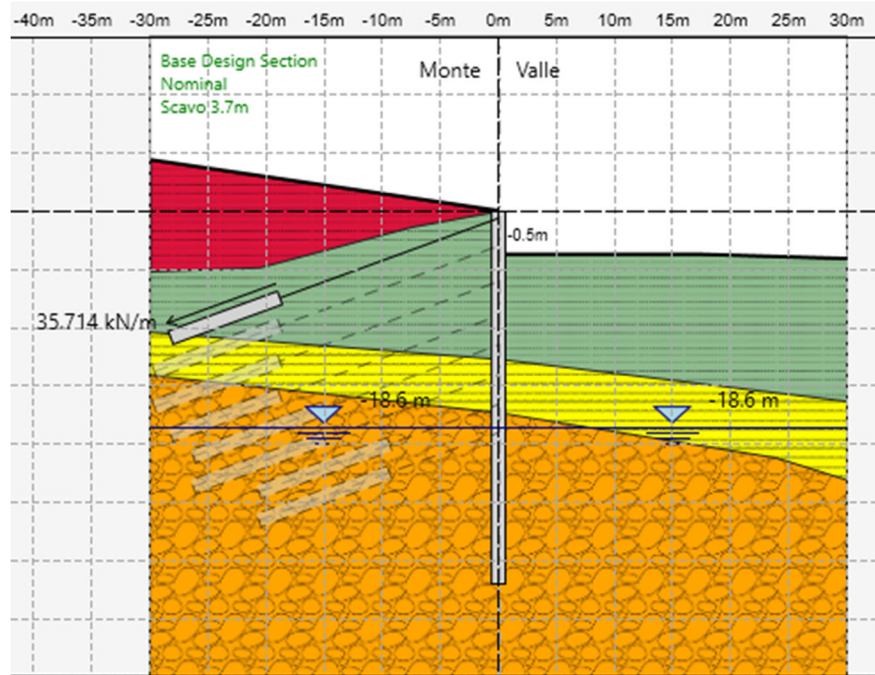 -40m -35m -30m -25m -20m -15m -10m -5m 0m 5m 10m 15m 20m 25m 30m
Base Design Section
Nominal
Scavo 3.7m
Monte Valle
-0.5m
35.714 kN/m
-18.6 m -18.6 m